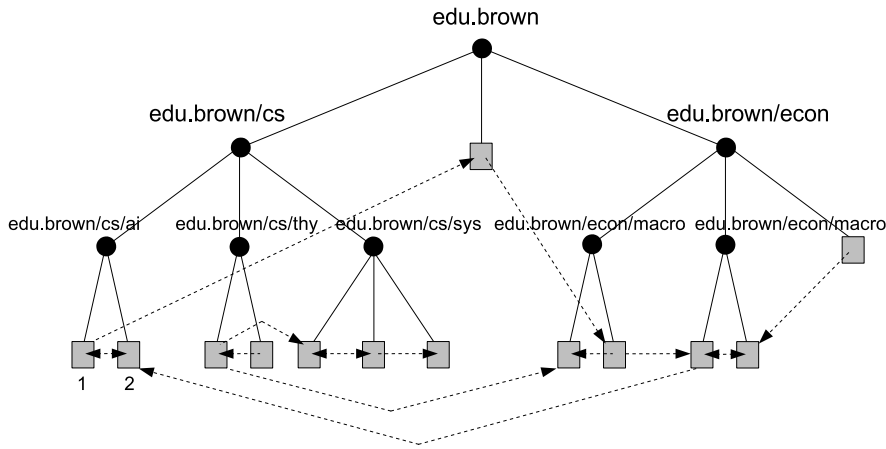 edu.brown
edu.brown/cs
edu.brown/econ
edu.brown/cs/ai
edu.brown/cs/thy
edu.brown/cs/sys
edu.brown/econ/macro
edu.brown/econ/macro
1
2